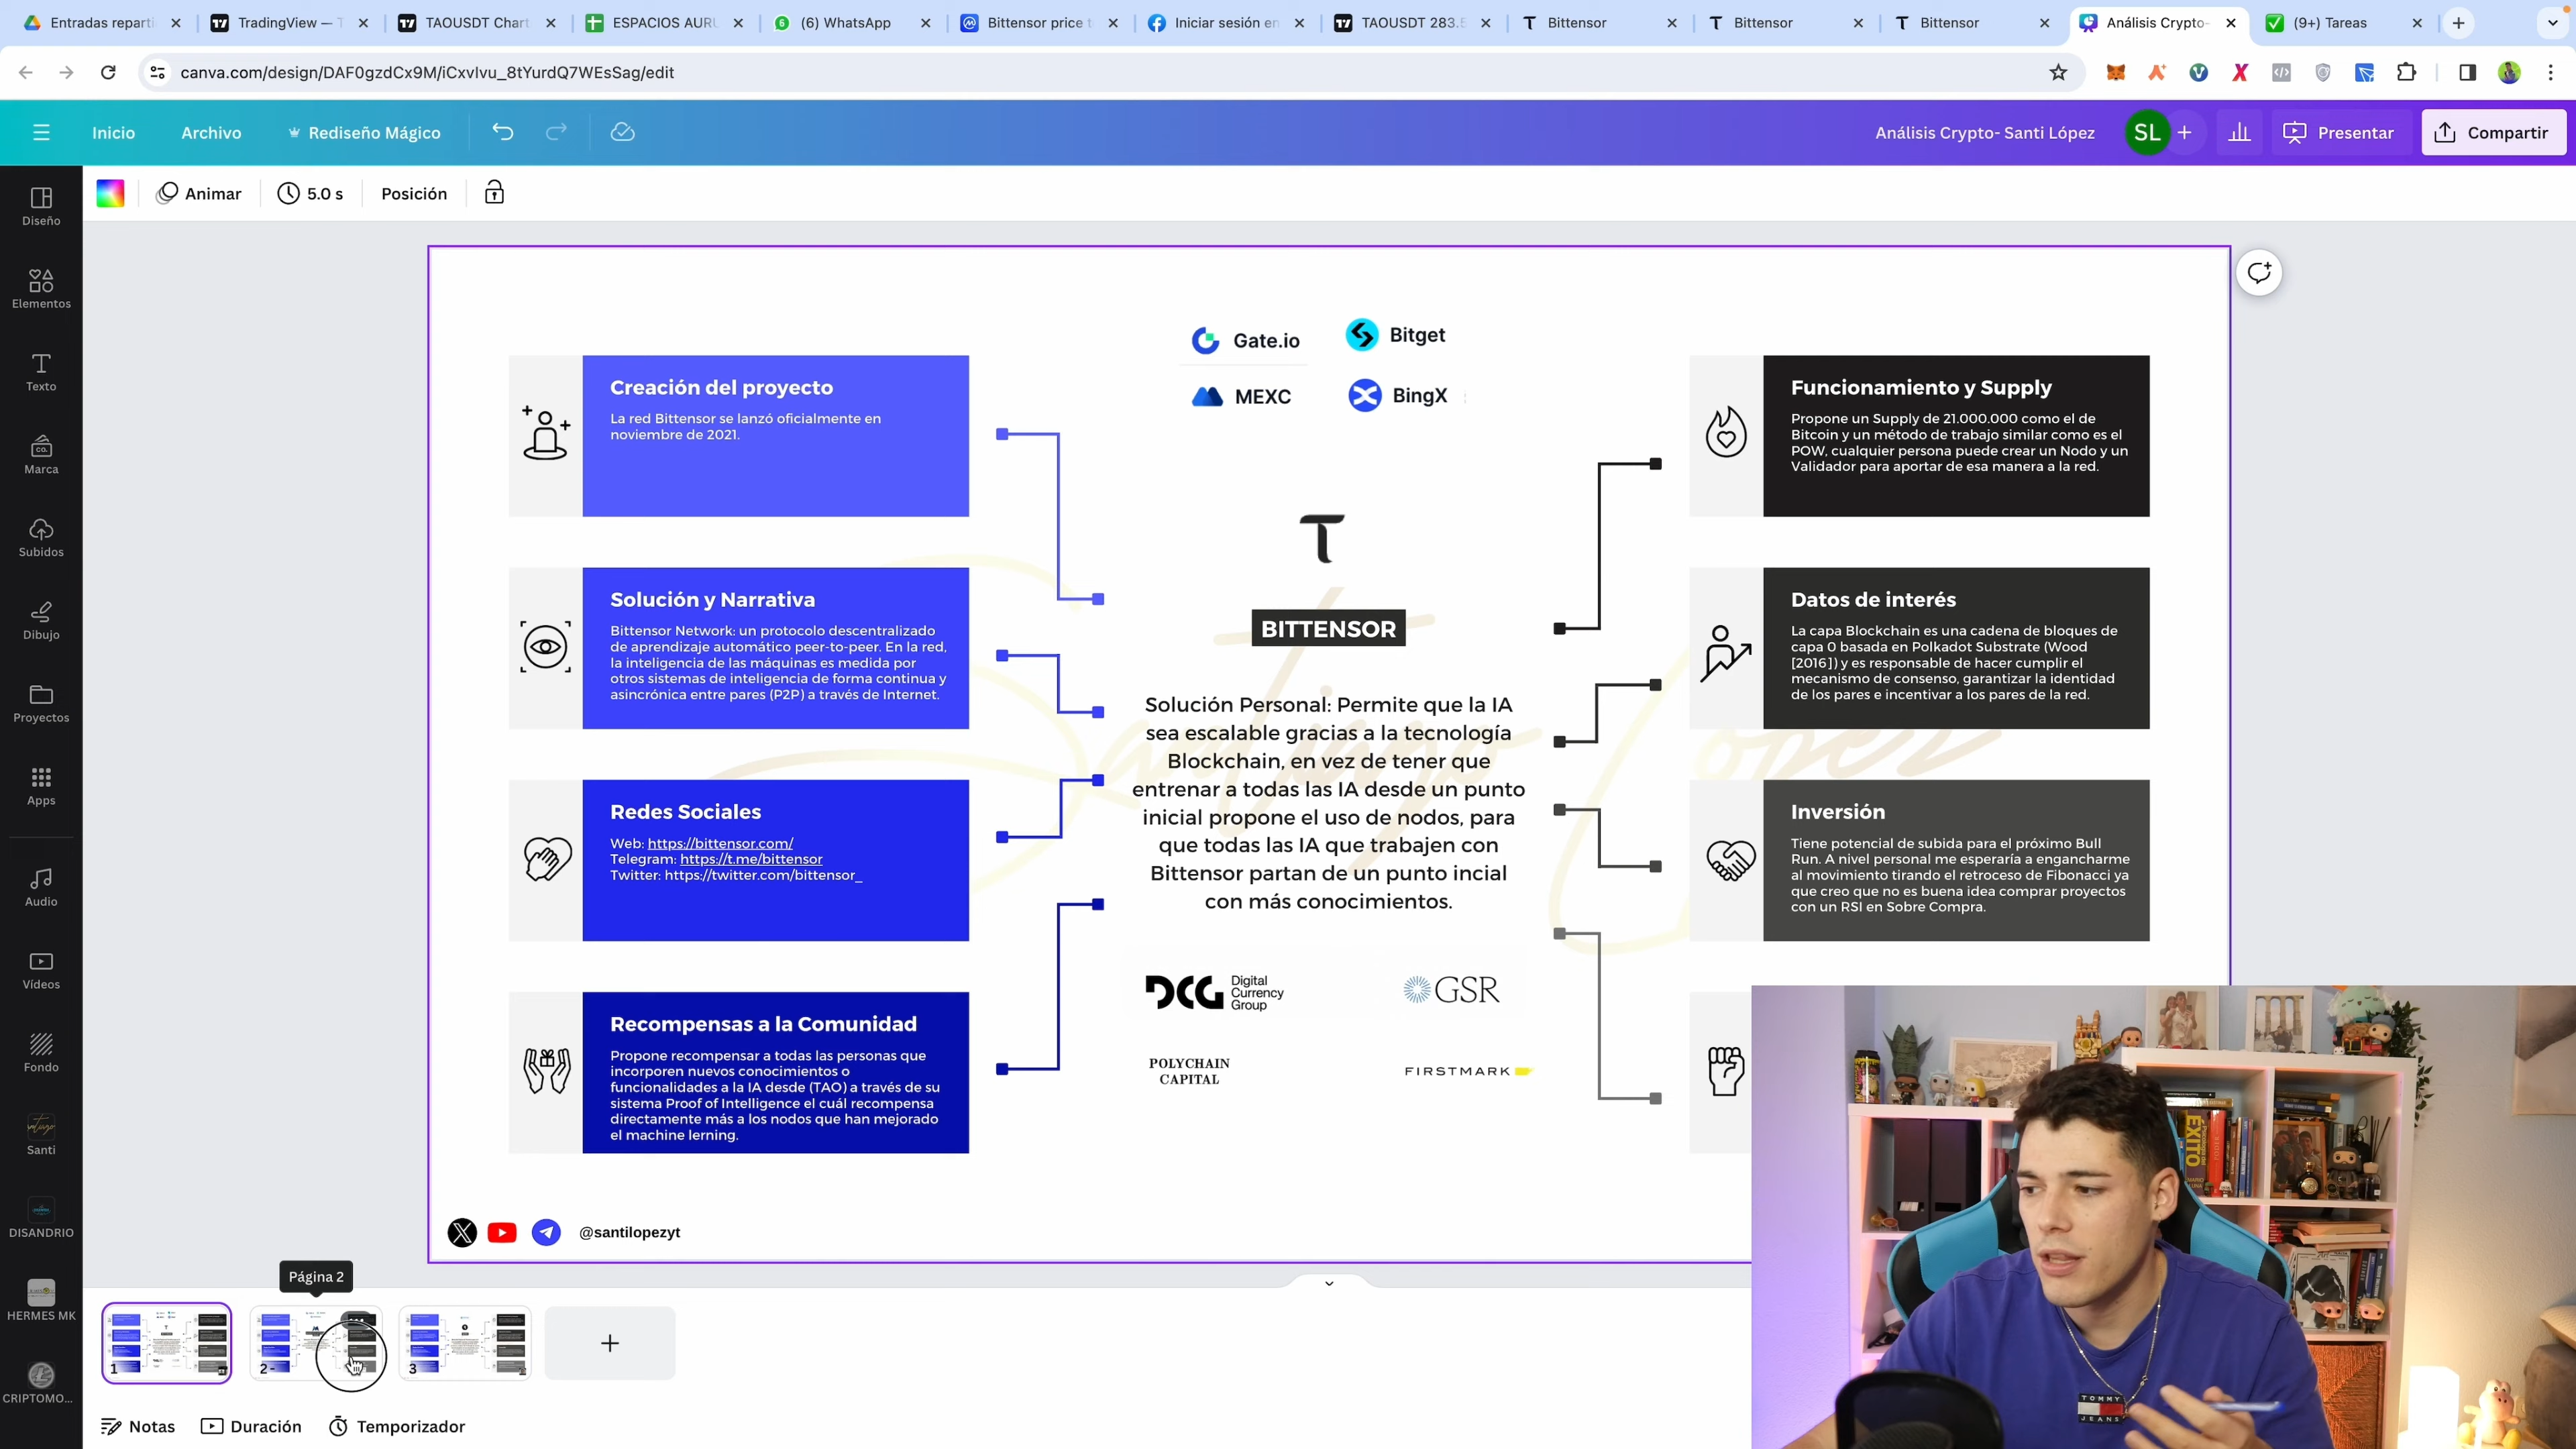 Entradas reparti
TradingView — T
TAOUSDT Chart
ESPACIOS AURU
(6) WhatsApp
Bittensor price t
Iniciar sesión en
TAOUSDT 283.5
Bittensor
Bittensor
Bittensor
Análisis Crypto-
(9+) Tareas
canva.com/design/DAF0gzdCx9M/iCxvIvu_8tYurdQ7WEsSag/edit
Inicio
Archivo
Rediseño Mágico
Análisis Crypto- Santi López
SL
Presentar
Compartir
Animar
5.0 s
Posición
Diseño
Elementos
Texto
Marca
Subidos
Dibujo
Proyectos
Apps
Audio
Vídeos
Fondo
Santi
DISANDRIO
HERMES MK
CRIPTOMO...
Creación del proyecto
La red Bittensor se lanzó oficialmente en
noviembre de 2021.
Solución y Narrativa
Bittensor Network: un protocolo descentralizado
de aprendizaje automático peer-to-peer. En la red,
la inteligencia de las máquinas es medida por
otros sistemas de inteligencia de forma continua y
asincrónica entre pares (P2P) a través de Internet.
Redes Sociales
Web: https://bittensor.com/
Telegram: https://t.me/bittensor
Twitter: https://twitter.com/bittensor_
Recompensas a la Comunidad
Propone recompensar a todas las personas que
incorporen nuevos conocimientos o
funcionalidades a la IA desde (TAO) a través de su
sistema Proof of Intelligence el cuál recompensa
directamente más a los nodos que han mejorado
el machine lerning.
Gate.io
Bitget
MEXC
BingX
BITTENSOR
Santiago López
Solución Personal: Permite que la IA
sea escalable gracias a la tecnología
Blockchain, en vez de tener que
entrenar a todas las IA desde un punto
inicial propone el uso de nodos, para
que todas las IA que trabajen con
Bittensor partan de un punto incial
con más conocimientos.
DCG Digital
Currency
Group
GSR
POLYCHAIN
CAPITAL
FIRSTMARK
Funcionamiento y Supply
Propone un Supply de 21.000.000 como el de
Bitcoin y un método de trabajo similar como es el
POW, cualquier persona puede crear un Nodo y un
Validador para aportar de esa manera a la red.
Datos de interés
La capa Blockchain es una cadena de bloques de
capa 0 basada en Polkadot Substrate (Wood
[2016]) y es responsable de hacer cumplir el
mecanismo de consenso, garantizar la identidad
de los pares e incentivar a los pares de la red.
Inversión
Tiene potencial de subida para el próximo Bull
Run. A nivel personal me esperaría a engancharme
al movimiento tirando el retroceso de Fibonacci ya
que creo que no es buena idea comprar proyectos
con un RSI en Sobre Compra.
@santilopezyt
Página 2
1
2 -
3
Notas
Duración
Temporizador
ÉXITO
TOMMY
JEANS